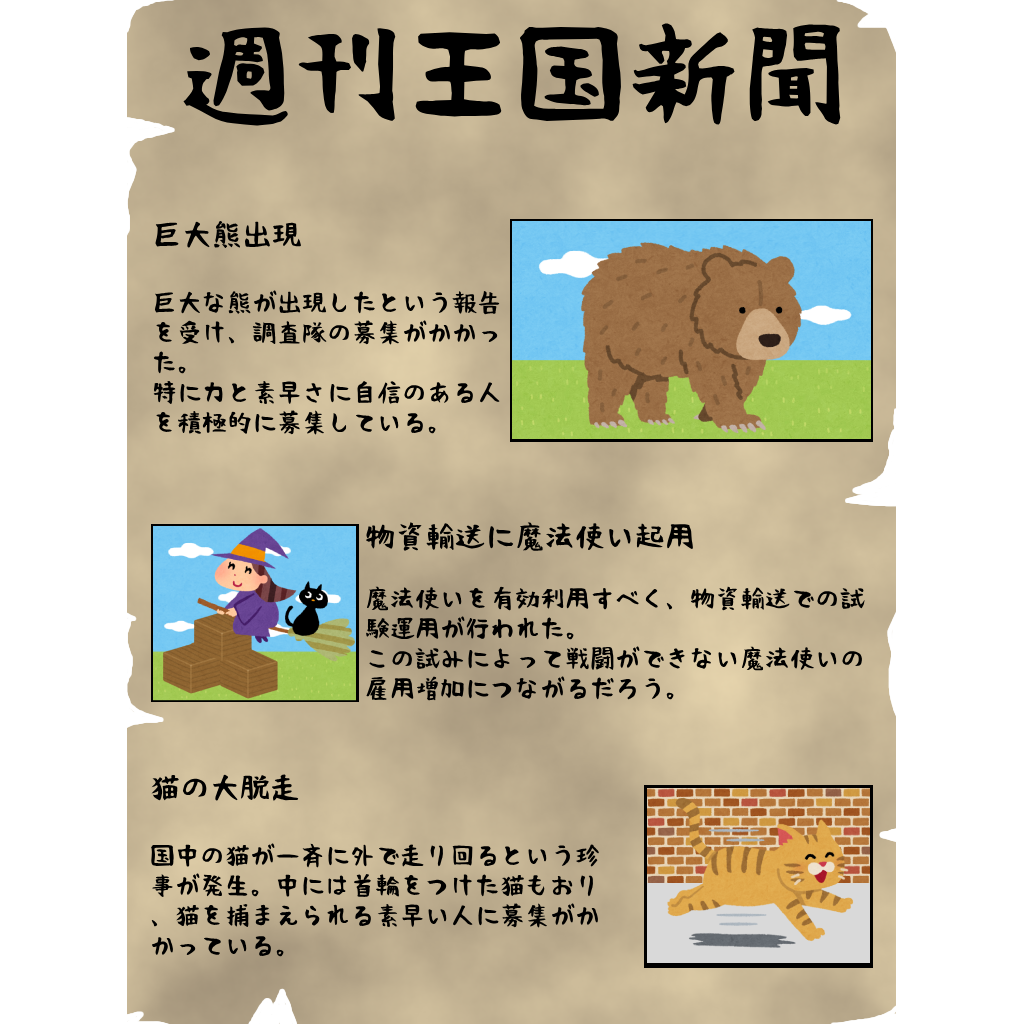 週刊王国新聞
巨大熊出現
巨大な熊が出現したという報告
を受け、調査隊の募集がかかっ
た。
特に力と素早さに自信のある人
を積極的に募集している。
物資輸送に魔法使い起用
魔法使いを有効利用すべく、物資輸送での試
験運用が行われた。
この試みによって戦闘ができない魔法使いの
雇用増加につながるだろう。
猫の大脱走
国中の猫が一斉に外で走り回るという珍
事が発生。中には首輪をつけた猫もおり
、猫を捕まえられる素早い人に募集がか
かっている。